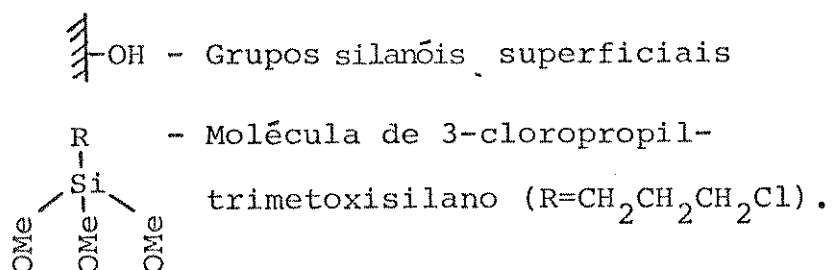 -OH - Grupos silanóis superficiais
R - Molécula de 3-cloropropil-
Si trimetoxisilano (R=CH₂CH₂CH₂Cl).
OMe OMe OMe